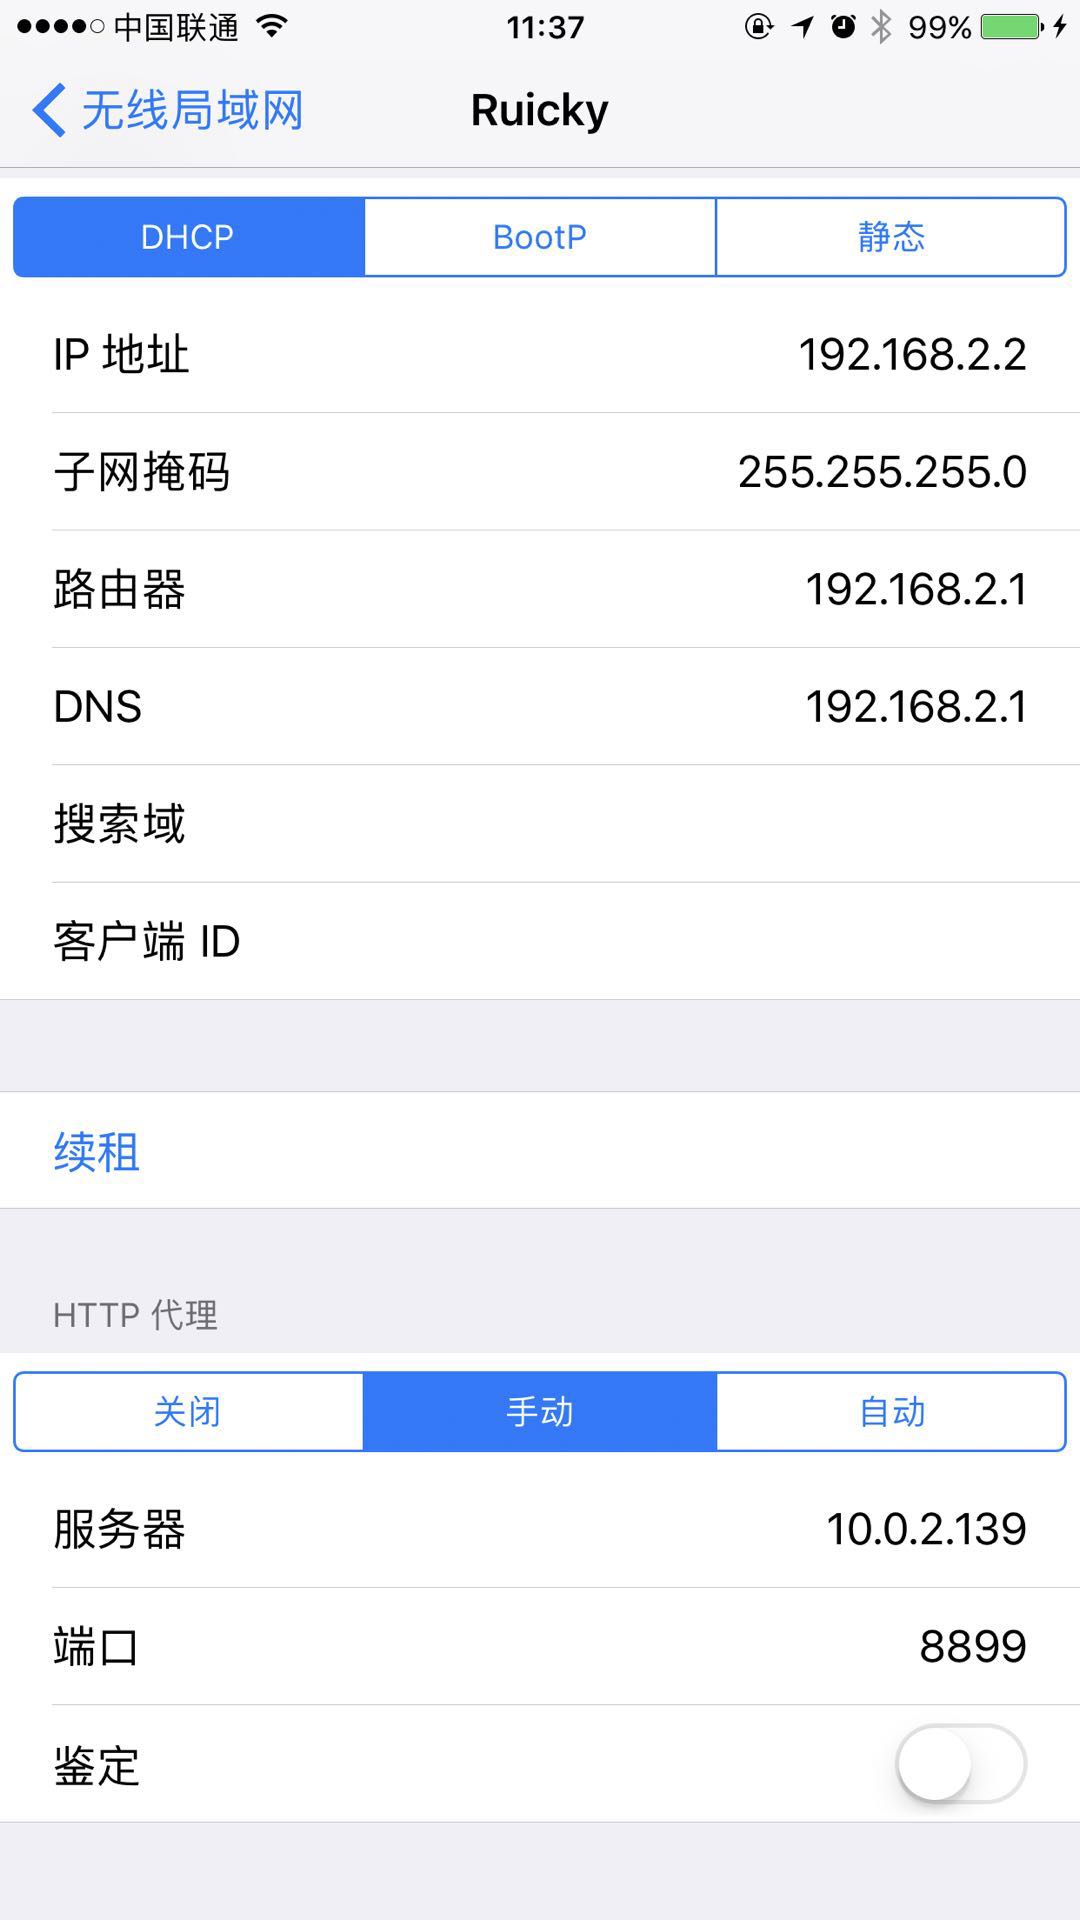 中国联通 11:37 99%
无线局域网 Ruicky
DHCP BootP 静态
IP 地址 192.168.2.2
子网掩码 255.255.255.0
路由器 192.168.2.1
DNS 192.168.2.1
搜索域
客户端 ID
续租
HTTP 代理
关闭 手动 自动
服务器 10.0.2.139
端口 8899
鉴定